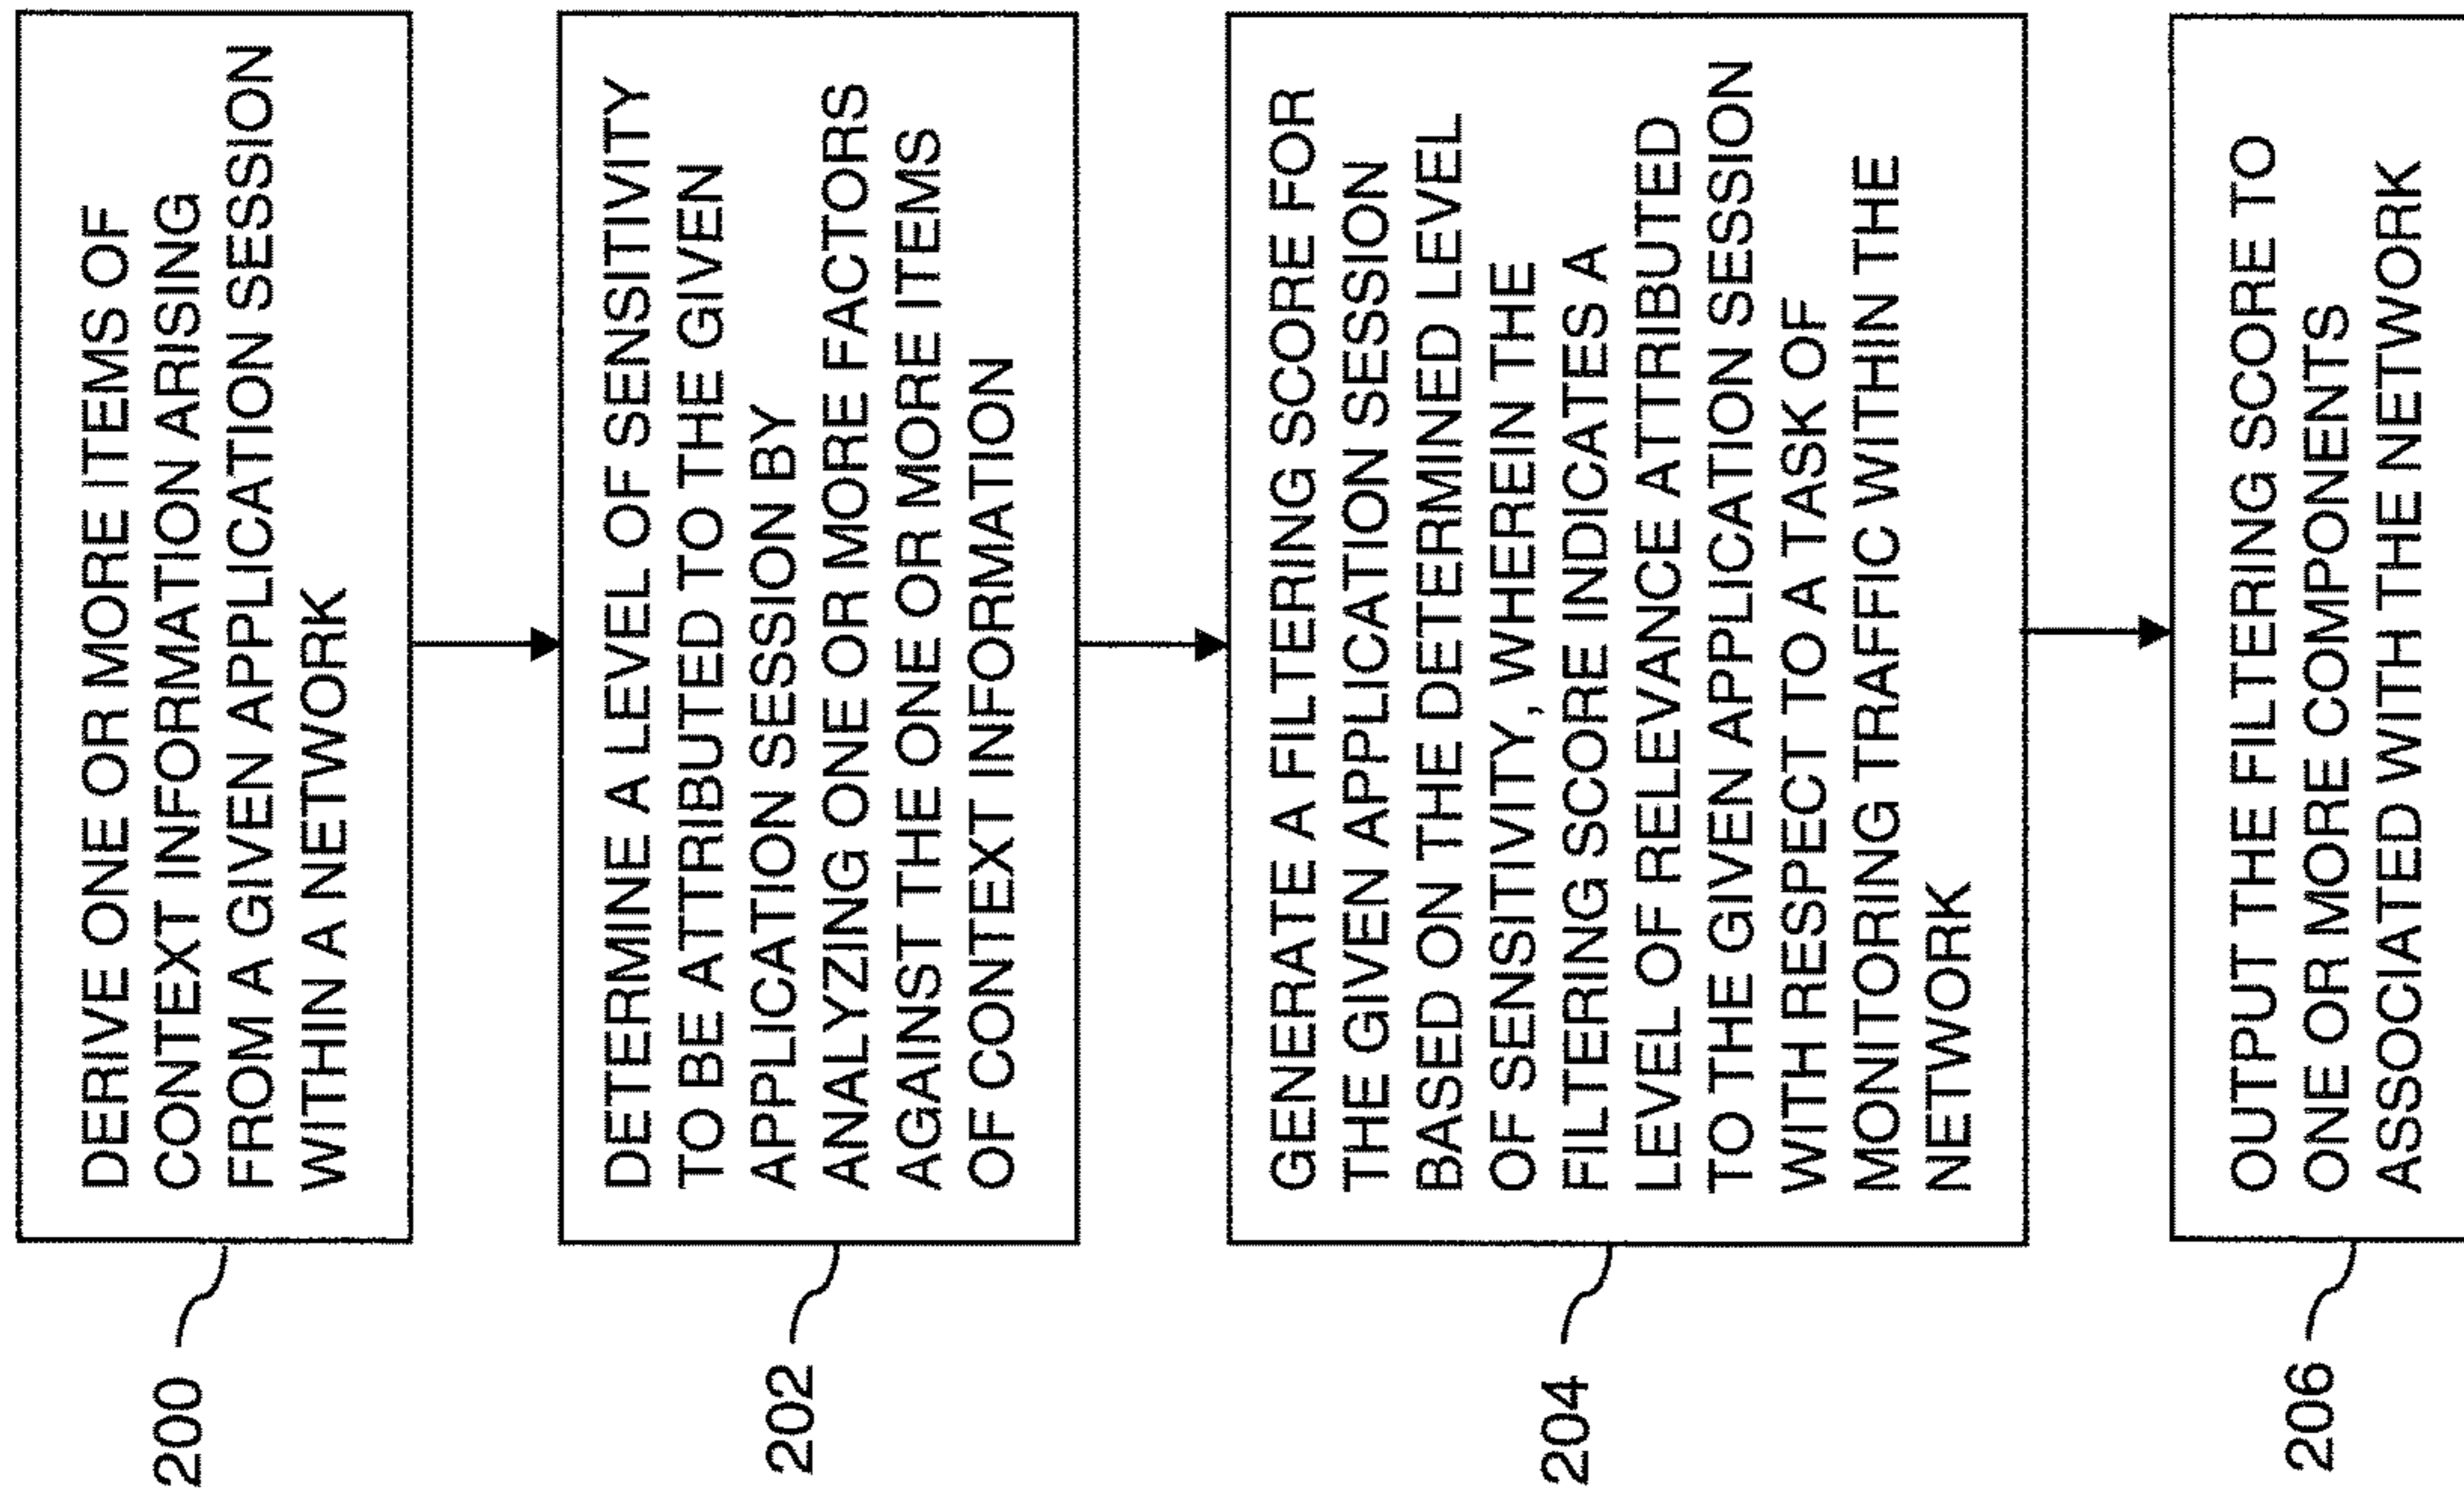 200
DERIVE ONE OR MORE ITEMS OF
CONTEXT INFORMATION ARISING
FROM A GIVEN APPLICATION SESSION
WITHIN A NETWORK
202
DETERMINE A LEVEL OF SENSITIVITY
TO BE ATTRIBUTED TO THE GIVEN
APPLICATION SESSION BY
ANALYZING ONE OR MORE FACTORS
AGAINST THE ONE OR MORE ITEMS
OF CONTEXT INFORMATION
204
GENERATE A FILTERING SCORE FOR
THE GIVEN APPLICATION SESSION
BASED ON THE DETERMINED LEVEL
OF SENSITIVITY, WHEREIN THE
FILTERING SCORE INDICATES A
LEVEL OF RELEVANCE ATTRIBUTED
TO THE GIVEN APPLICATION SESSION
WITH RESPECT TO A TASK OF
MONITORING TRAFFIC WITHIN THE
NETWORK
206
OUTPUT THE FILTERING SCORE TO
ONE OR MORE COMPONENTS
ASSOCIATED WITH THE NETWORK